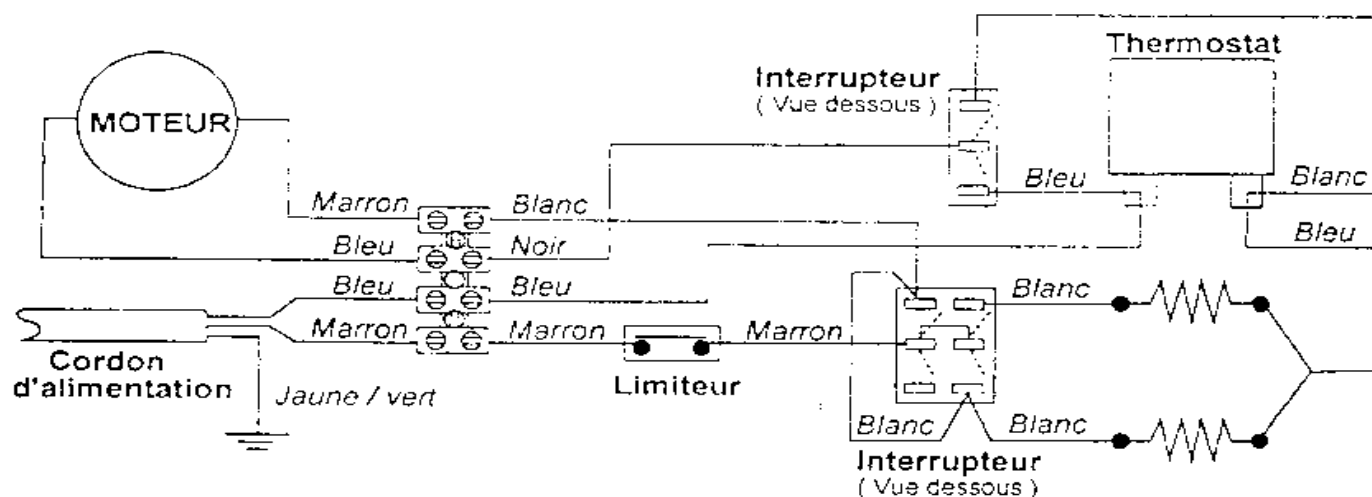 Thermostat
Interrupteur
( Vue dessous )
MOTEUR
Bleu
Blanc
Marron
Blanc
Bleu
Bleu
Noir
Bleu
Bleu
Blanc
Marron
Marron
Marron
Cordon
d'alimentation
Limiteur
Jaune / vert
Blanc
Blanc
Interrupteur
( Vue dessous )